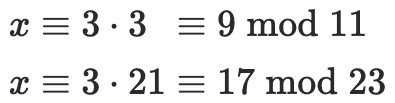 x ≡ 3 · 3 ≡ 9 mod 11
x ≡ 3 · 21 ≡ 17 mod 23